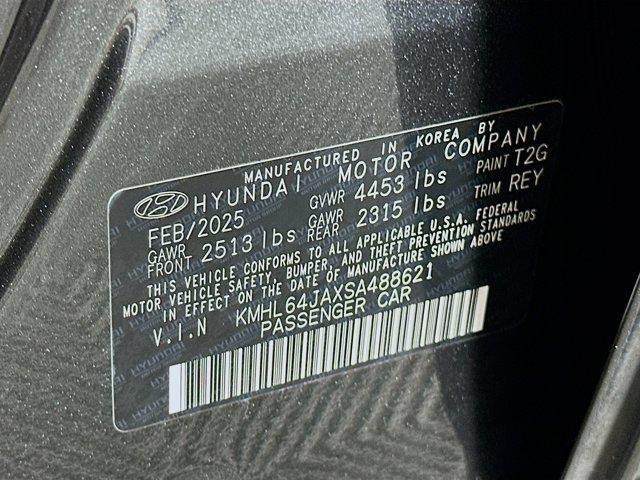 MANUFACTURED IN KOREA BY
HYUNDAI MOTOR COMPANY
FEB/2025 GVWR 4453 lbs PAINT T2G
GAWR FRONT 2513 lbs GAWR REAR 2315 lbs TRIM REY
THIS VEHICLE CONFORMS TO ALL APPLICABLE U.S.A. FEDERAL
MOTOR VEHICLE SAFETY, BUMPER, AND THEFT PREVENTION STANDARDS
IN EFFECT ON THE DATE OF MANUFACTURE SHOWN ABOVE
V.I.N KMHL64JAXSA488621
PASSENGER CAR